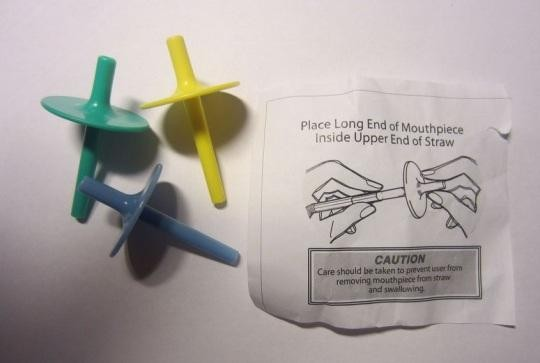 Place Long End of Mouthpiece
Inside Upper End of Straw
CAUTION
Care should be taken to prevent user from
removing mouthpiece from straw
and swallowing.